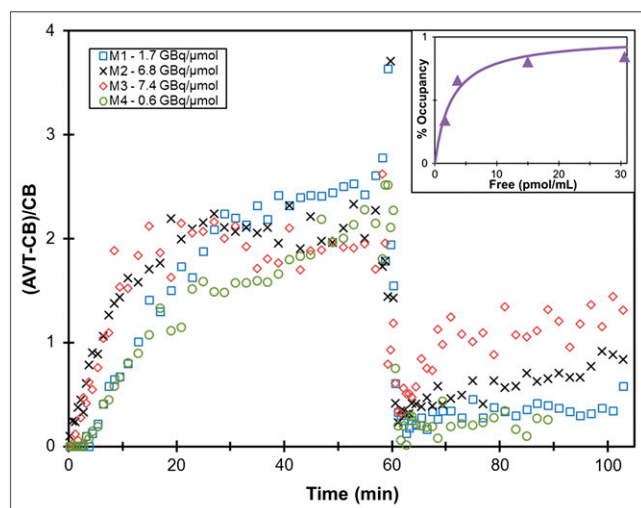 4
3
2
1
0
(AVT-CB)/CB
M1 - 1.7 GBq/µmol
M2 - 6.8 GBq/µmol
M3 - 7.4 GBq/µmol
M4 - 0.6 GBq/µmol
1
0
% Occupancy
0 10 20 30
Free (pmol/mL)
0 20 40 60 80 100
Time (min)